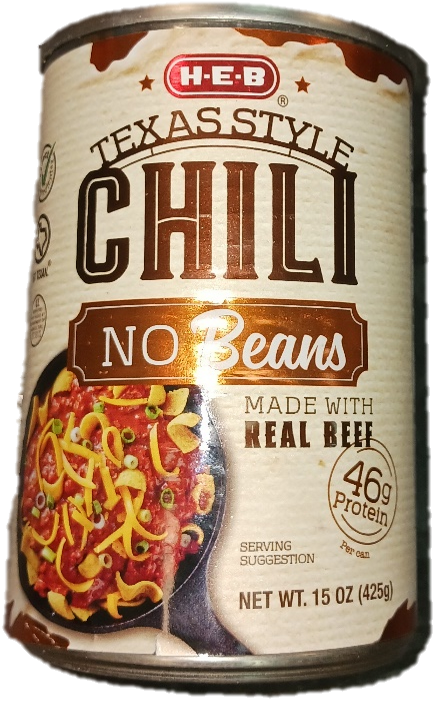 H-E-B
®
TEXAS STYLE
CHILI
NO Beans
MADE WITH
REAL BEEF
46g
Protein
Per can
SERVING
SUGGESTION
NET WT. 15 OZ (425g)